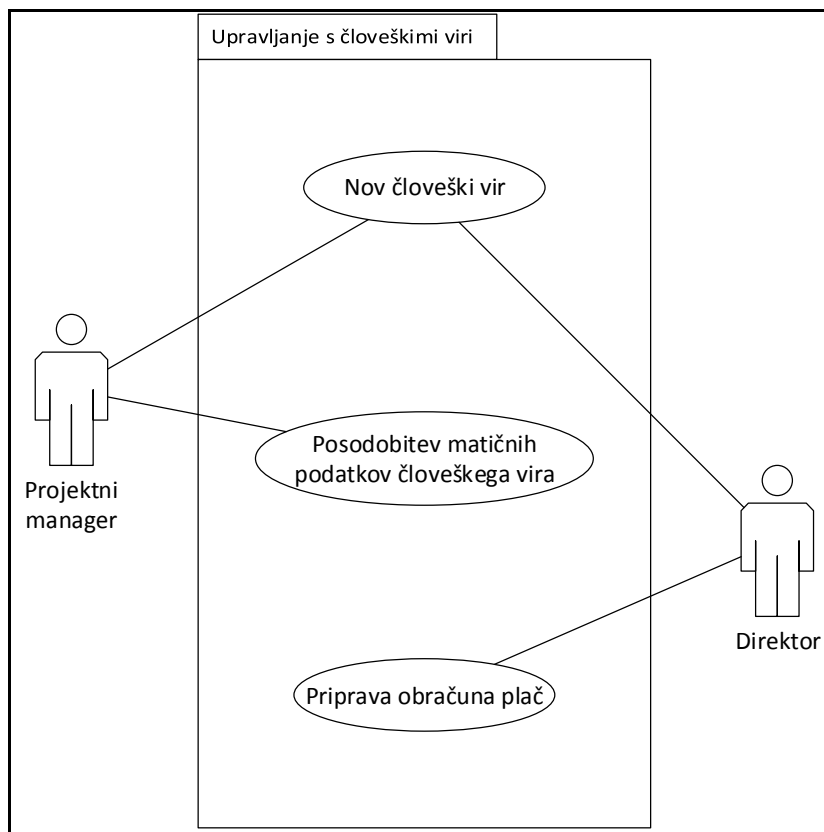 Upravljanje s človeškimi viri
Nov človeški vir
Projektni
manager
Posodobitev matičnih
podatkov človeškega vira
Direktor
Priprava obračuna plač